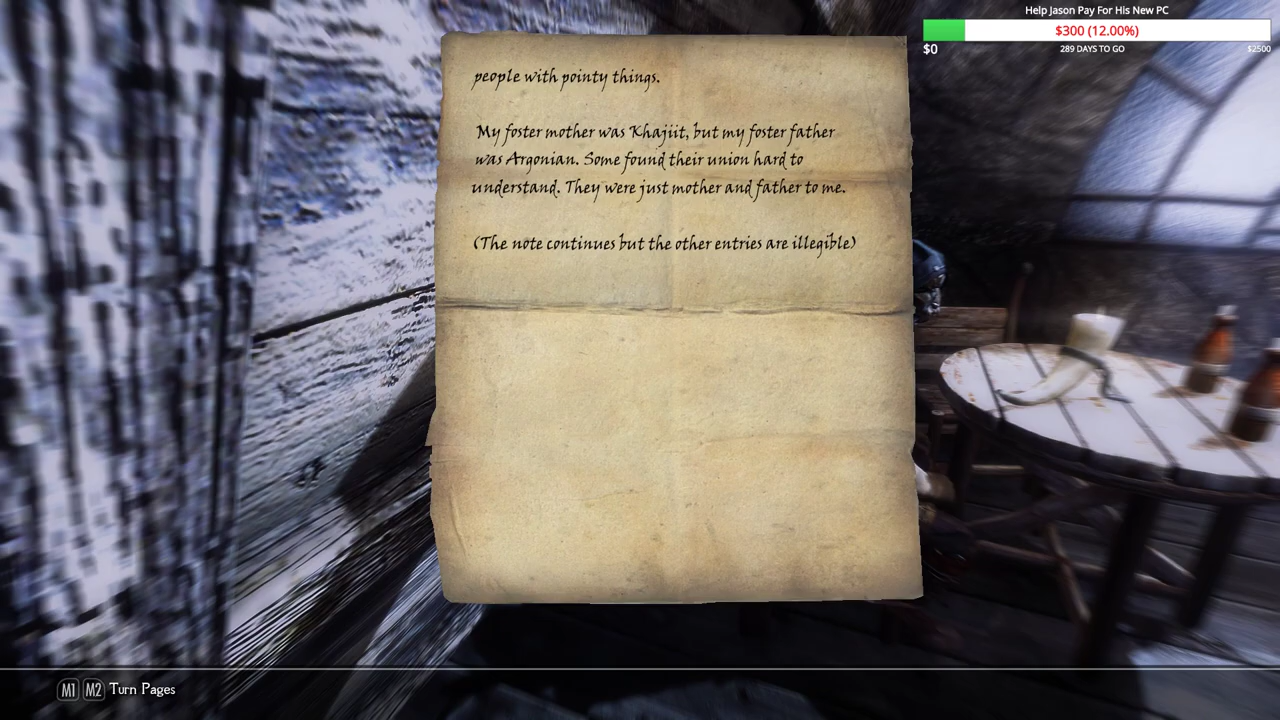 Help Jason Pay For His New PC
$300 (12.00%)
$0
289 DAYS TO GO
$2500
people with pointy things.
My foster mother was Khajiit, but my foster father
was Argonian. Some found their union hard to
understand. They were just mother and father to me.
(The note continues but the other entries are illegible)
M1 M2 Turn Pages